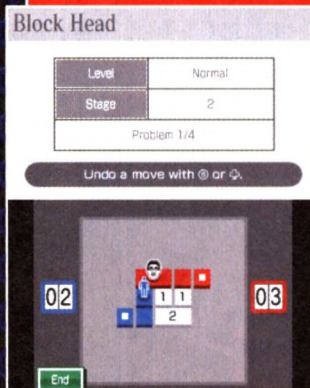 Block Head
Level Normal
Stage 2
Problem 1/4
Undo a move with Ⓑ or ✣.
02 1 1 03
2
End